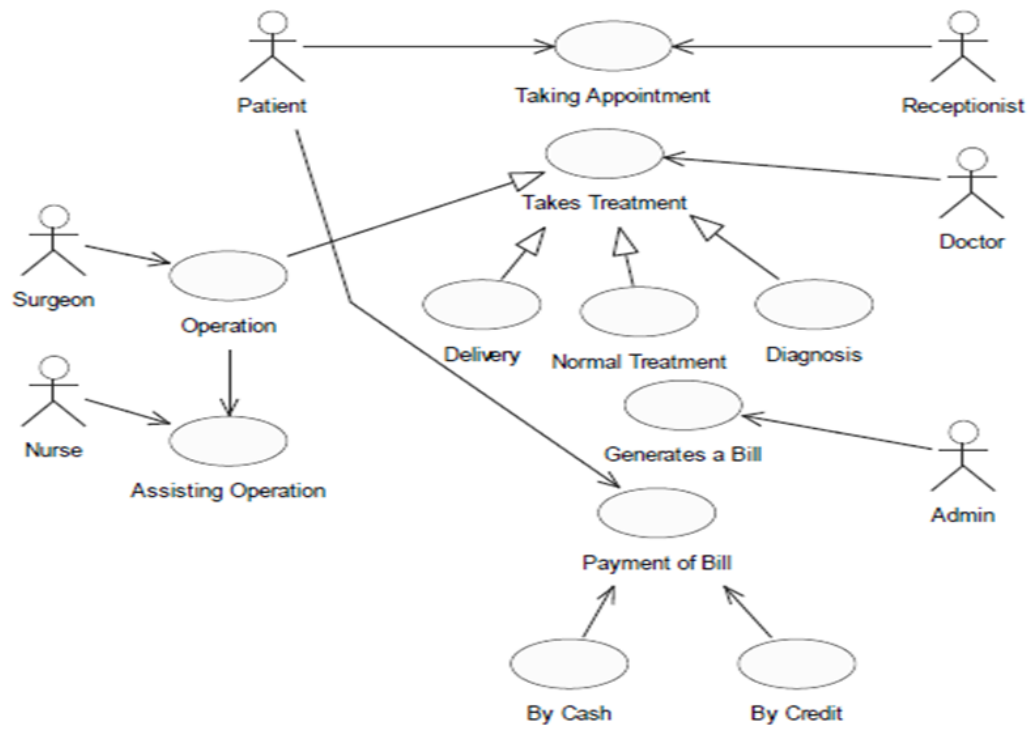 Patient
Taking Appointment
Receptionist
Takes Treatment
Doctor
Surgeon
Operation
Delivery
Normal Treatment
Diagnosis
Nurse
Generates a Bill
Assisting Operation
Admin
Payment of Bill
By Cash
By Credit